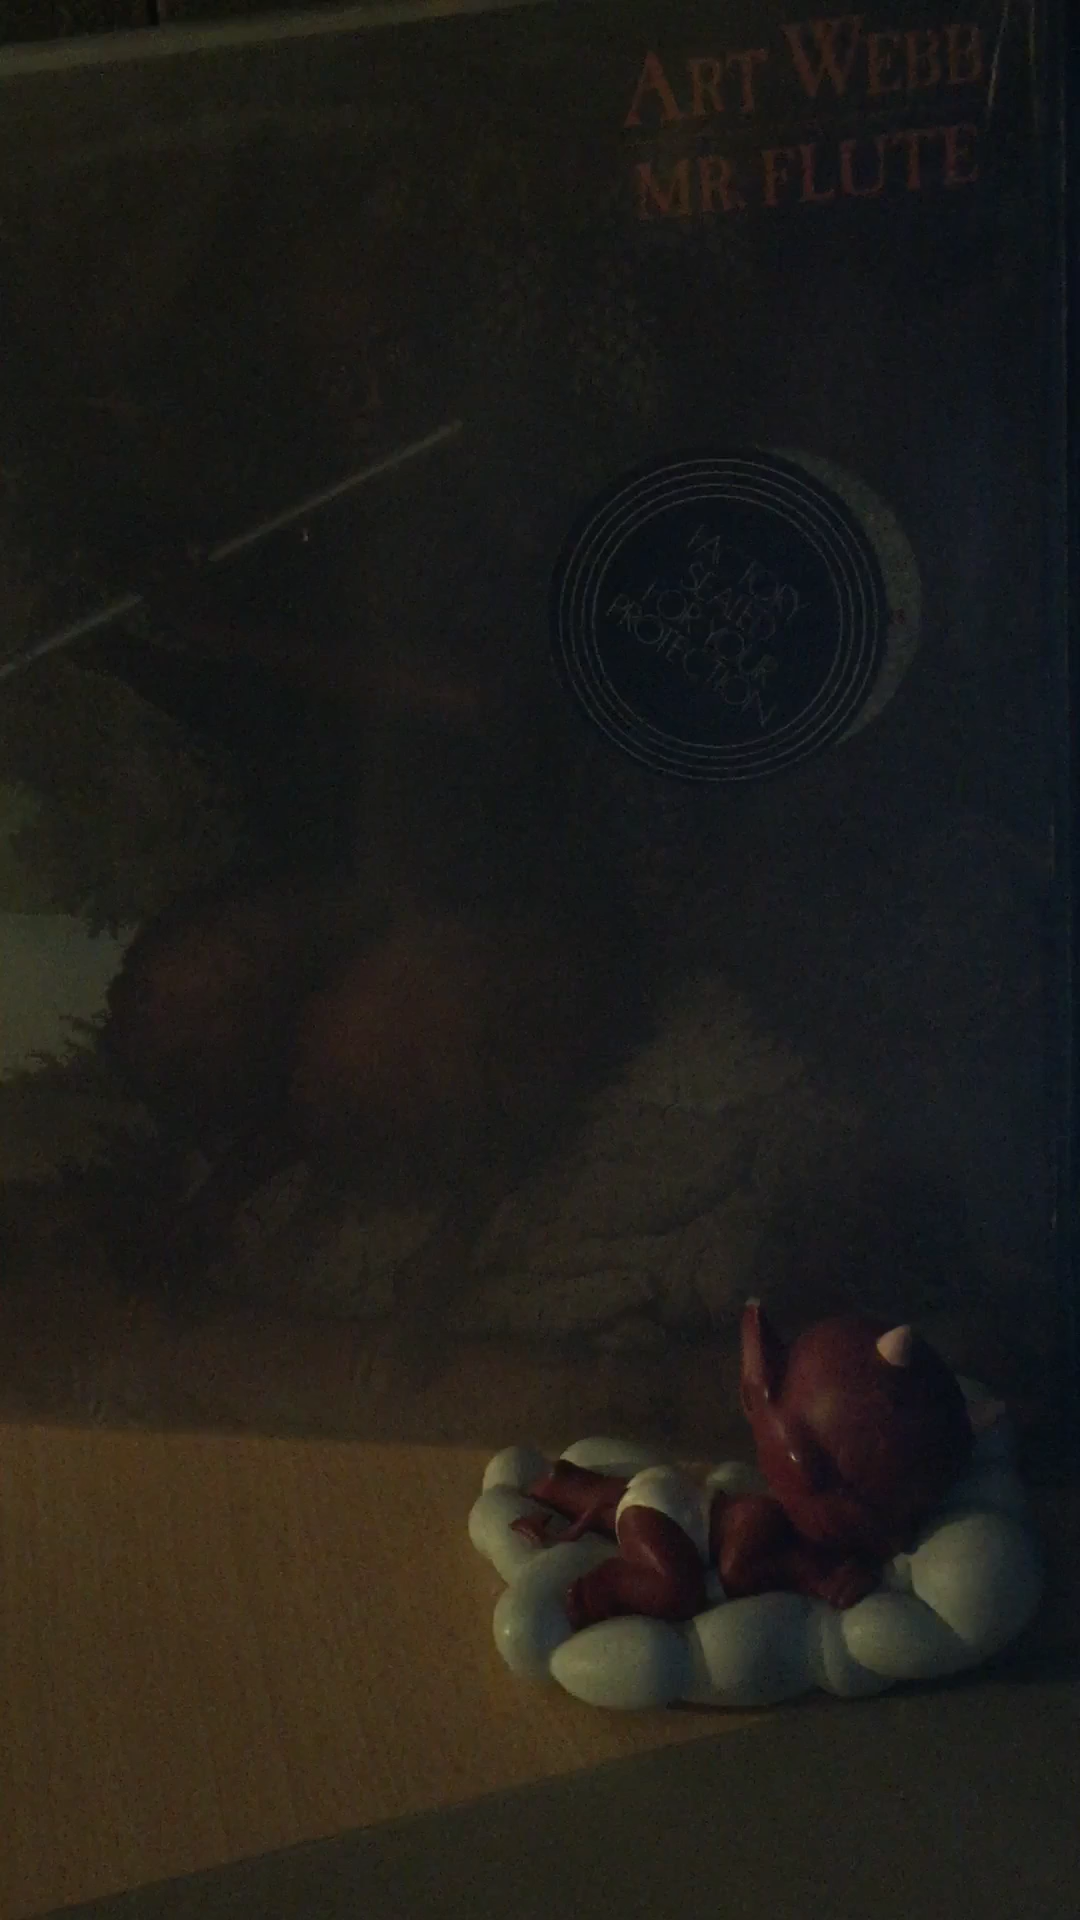 ART WEBB
MR FLUTE
FACTORY
SEALED
FOR YOUR
PROTECTION